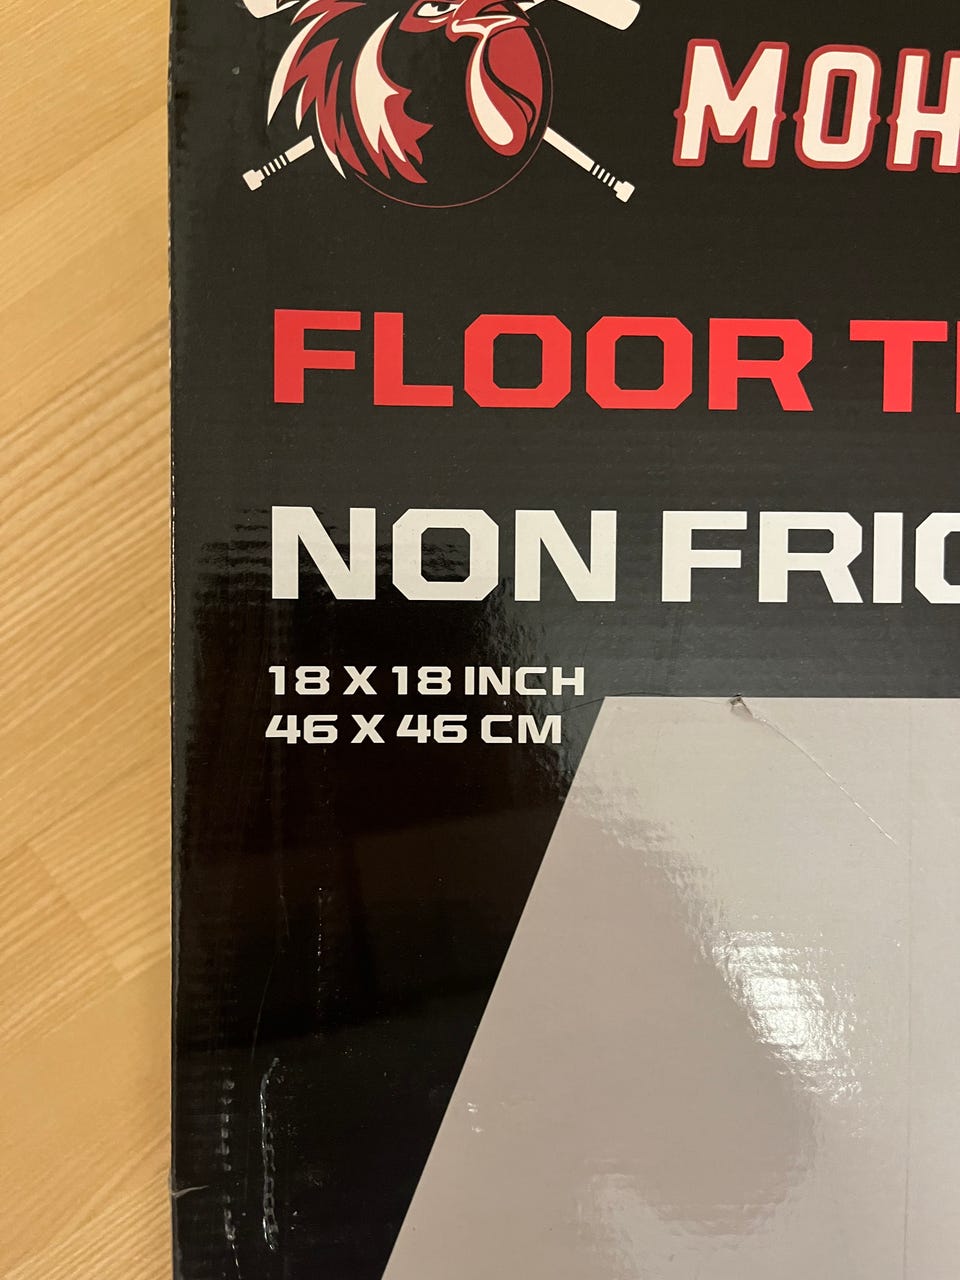 MOH
FLOOR T
NON FRIC
18 X 18 INCH
46 X 46 CM